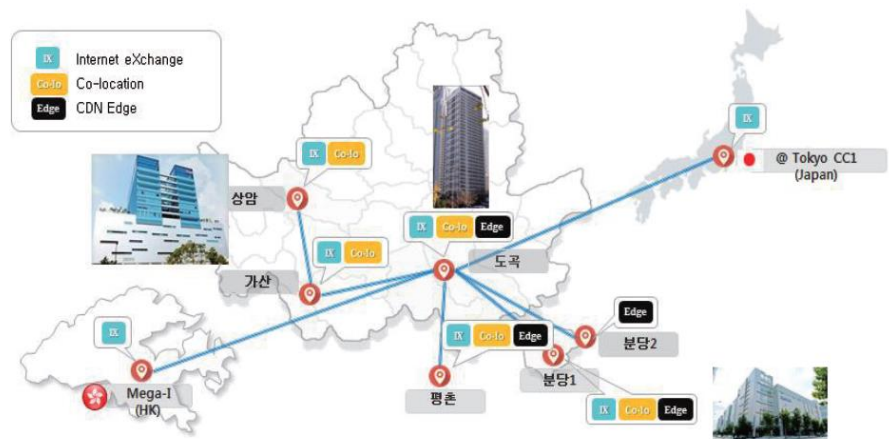 IX Internet eXchange
Co-lo Co-location
Edge CDN Edge
IX Co-lo
상암
IX
@ Tokyo CC1
(Japan)
IX Co-lo Edge
도곡
IX Co-lo
가산
IX
Mega-I
(HK)
IX Co-lo Edge
평촌
Edge
분당2
분당1
IX Co-lo Edge